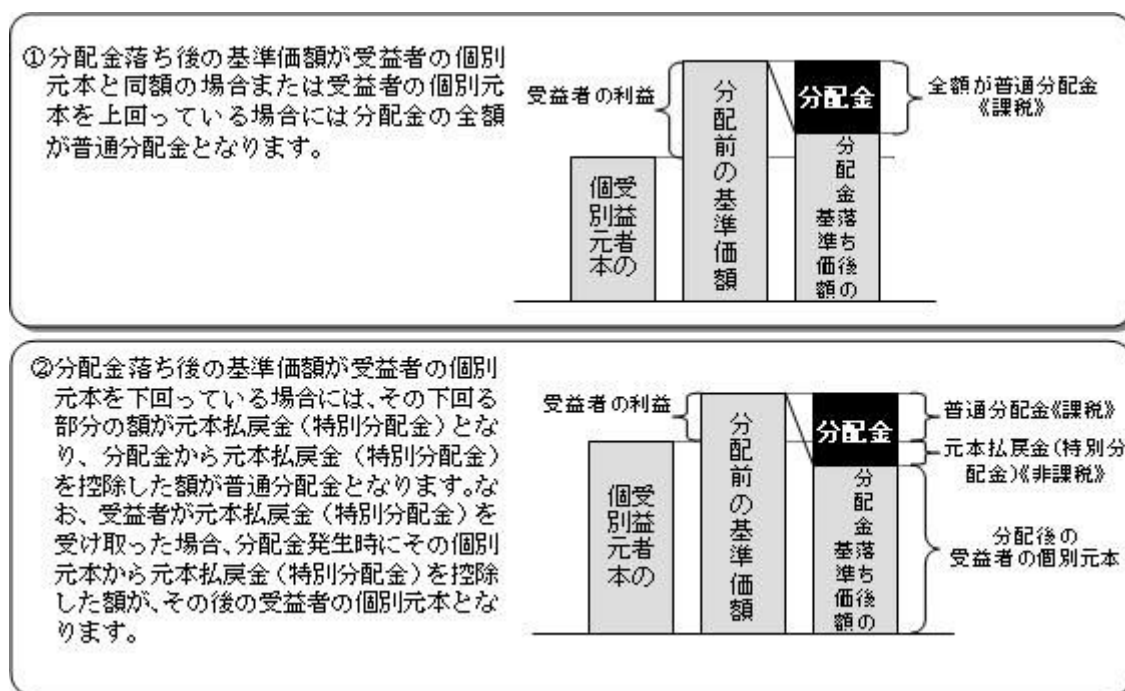 ①分配金落ち後の基準価額が受益者の個別
元本と同額の場合または受益者の個別元
本を上回っている場合には分配金の全額
が普通分配金となります。
受益者の利益
受益者の
個別元本
分配前の基準価額
分配金
分配金落ち後の
基準価額
全額が普通分配金
《課税》
②分配金落ち後の基準価額が受益者の個別
元本を下回っている場合には、その下回る
部分の額が元本払戻金(特別分配金)とな
り、分配金から元本払戻金(特別分配金)
を控除した額が普通分配金となります。な
お、受益者が元本払戻金(特別分配金)を
受け取った場合、分配金発生時にその個別
元本から元本払戻金(特別分配金)を控除
した額が、その後の受益者の個別元本とな
ります。
受益者の利益
受益者の
個別元本
分配前の基準価額
分配金
分配金落ち後の
基準価額
普通分配金《課税》
元本払戻金(特別分
配金)《非課税》
分配後の
受益者の個別元本